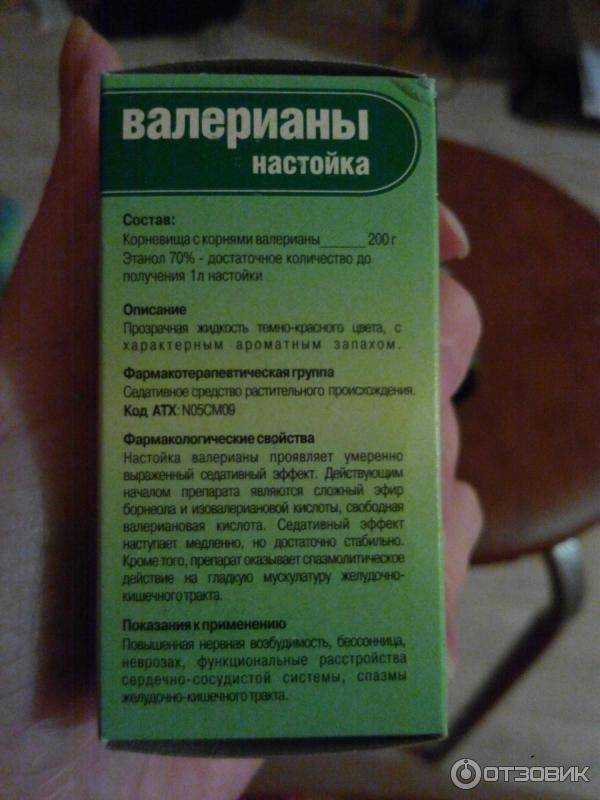 валерианы
настойка
Состав:
Корневища с корнями валерианы______ 200 г
Этанол 70% - достаточное количество до
получения 1л настойки
Описание
Прозрачная жидкость темно-красного цвета, с
характерным ароматным запахом.
Фармакотерапевтическая группа
Седативное средство растительного происхождения.
Код АТХ: N05CM09
Фармакологические свойства
Настойка валерианы проявляет умеренно
выраженный седативный эффект. Действующим
началом препарата являются сложный эфир
борнеола и изовалериановой кислоты, свободная
валериановая кислота. Седативный эффект
наступает медленно, но достаточно стабильно.
Кроме того, препарат оказывает спазмолитическое
действие на гладкую мускулатуру желудочно-
кишечного тракта.
Показания к применению
Повышенная нервная возбудимость, бессонница,
неврозах, функциональные расстройства
сердечно-сосудистой системы, спазмы
желудочно-кишечного тракта.
ОТЗОВИК